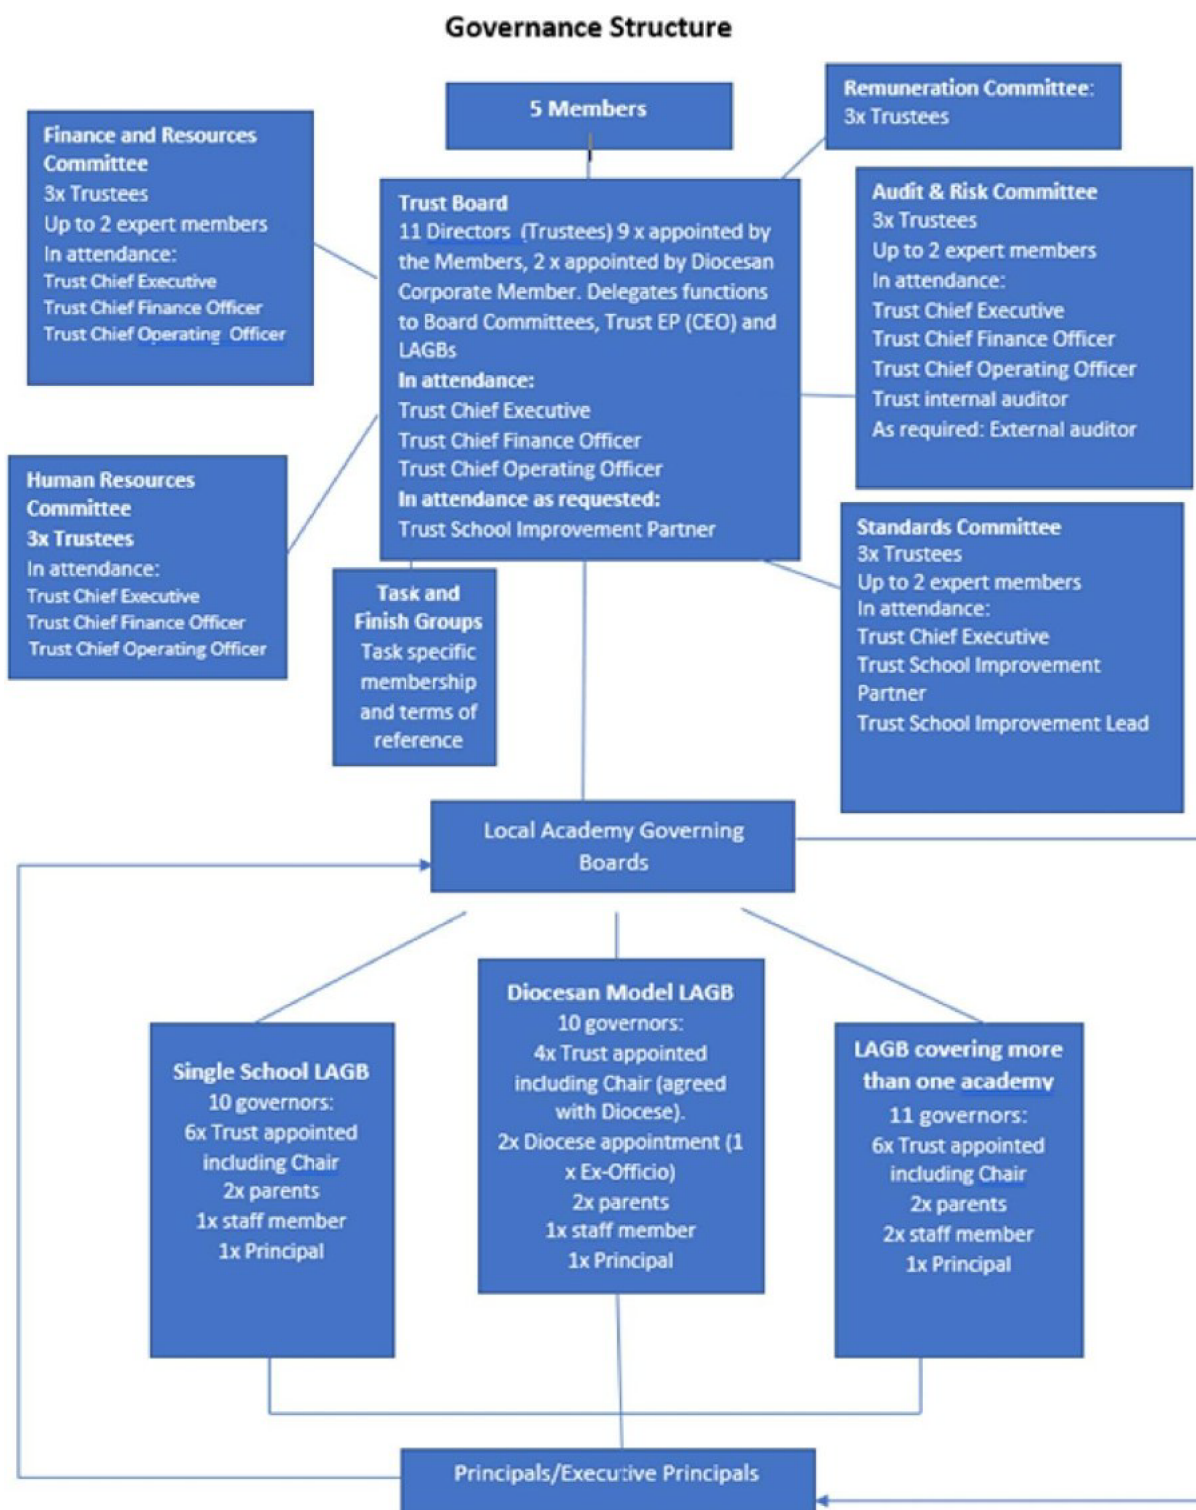 Governance Structure
5 Members
Remuneration Committee:
3x Trustees
Finance and Resources
Committee
3x Trustees
Up to 2 expert members
In attendance:
Trust Chief Executive
Trust Chief Finance Officer
Trust Chief Operating Officer
Trust Board
11 Directors (Trustees) 9 x appointed by
the Members, 2 x appointed by Diocesan
Corporate Member. Delegates functions
to Board Committees, Trust EP (CEO) and
LAGBs
In attendance:
Trust Chief Executive
Trust Chief Finance Officer
Trust Chief Operating Officer
In attendance as requested:
Trust School Improvement Partner
Audit & Risk Committee
3x Trustees
Up to 2 expert members
In attendance:
Trust Chief Executive
Trust Chief Finance Officer
Trust Chief Operating Officer
Trust internal auditor
As required: External auditor
Human Resources
Committee
3x Trustees
In attendance:
Trust Chief Executive
Trust Chief Finance Officer
Trust Chief Operating Officer
Task and
Finish Groups
Task specific
membership
and terms of
reference
Standards Committee
3x Trustees
Up to 2 expert members
In attendance:
Trust Chief Executive
Trust School Improvement
Partner
Trust School Improvement Lead
Local Academy Governing
Boards
Single School LAGB
10 governors:
6x Trust appointed
including Chair
2x parents
1x staff member
1x Principal
Diocesan Model LAGB
10 governors:
4x Trust appointed
including Chair (agreed
with Diocese).
2x Diocese appointment (1
x Ex-Officio)
2x parents
1x staff member
1x Principal
LAGB covering more
than one academy
11 governors:
6x Trust appointed
including Chair
2x parents
2x staff member
1x Principal
Principals/Executive Principals